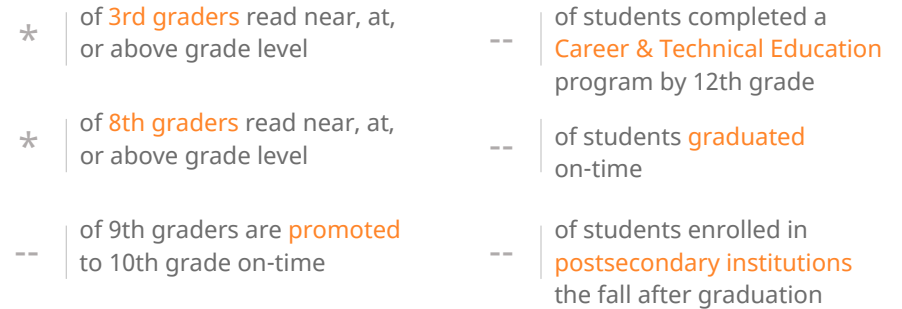 *
of 3rd graders read near, at,
or above grade level
*
of 8th graders read near, at,
or above grade level
--
of 9th graders are promoted
to 10th grade on-time
--
of students completed a
Career & Technical Education
program by 12th grade
--
of students graduated
on-time
--
of students enrolled in
postsecondary institutions
the fall after graduation